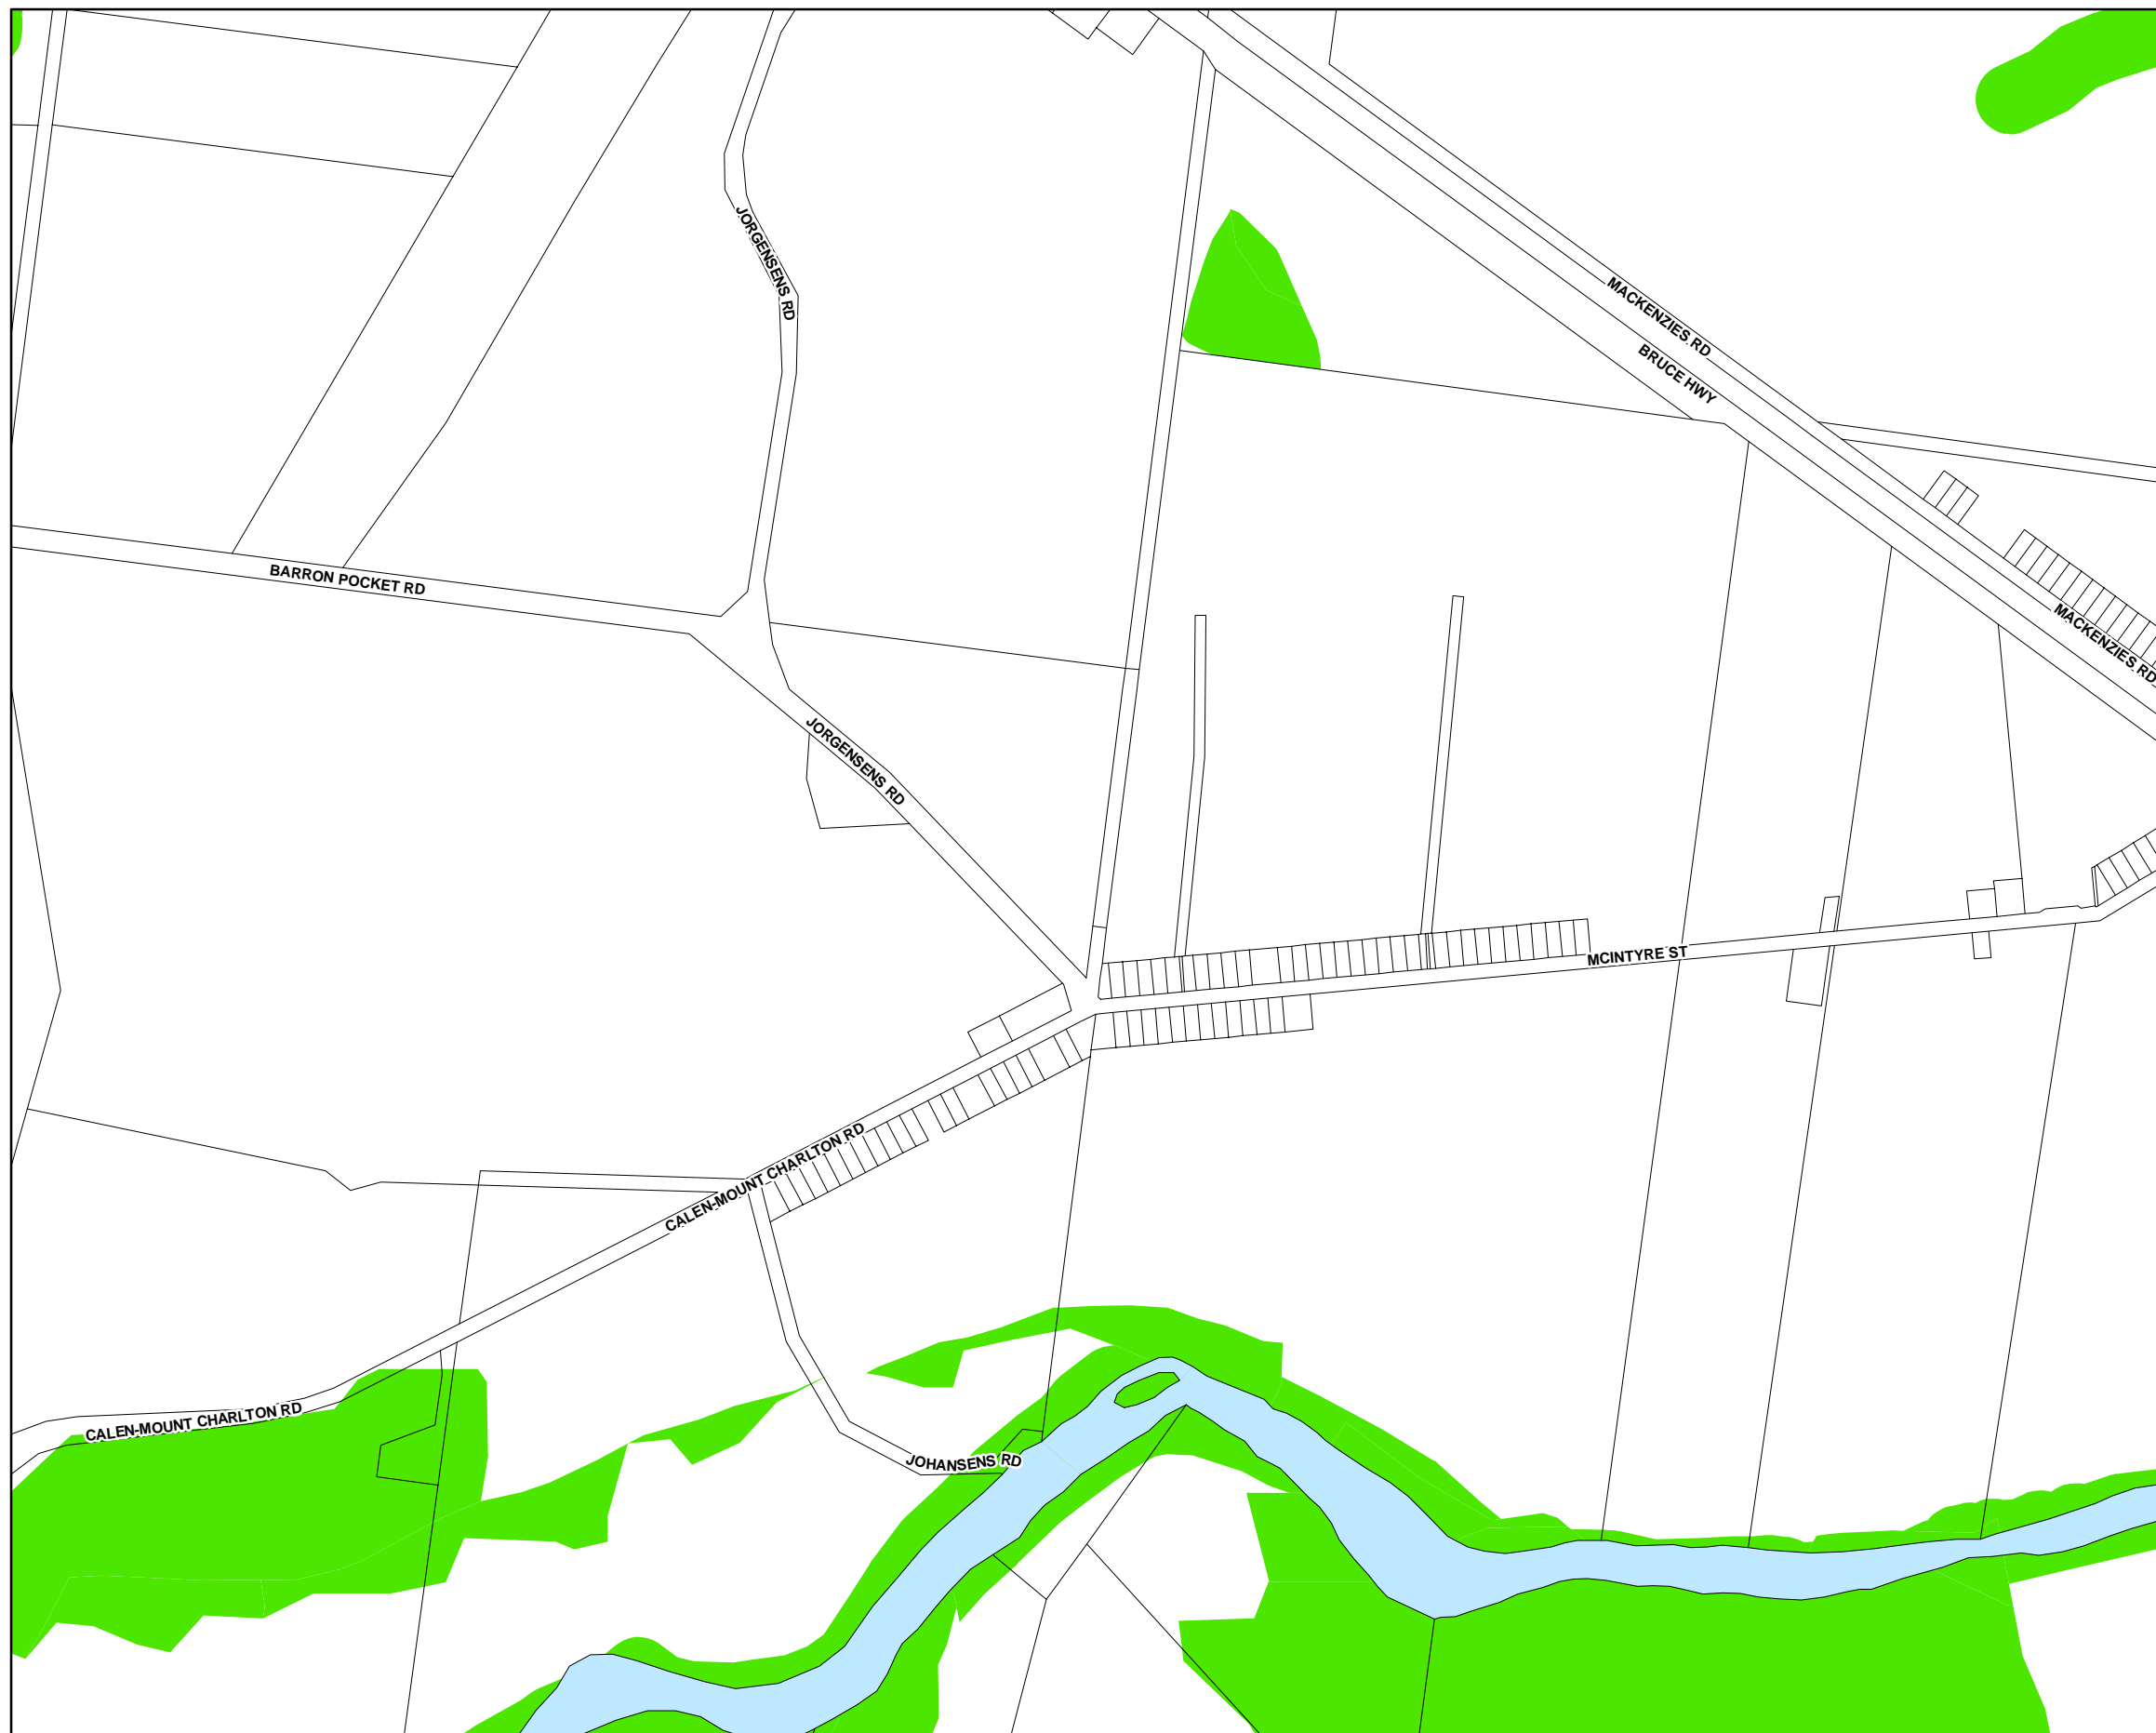 JORGENSENS RD
MACKENZIES RD
BRUCE HWY
BARRON POCKET RD
MACKENZIES RD
JORGENSENS RD
MCINTYRE ST
CALEN-MOUNT CHARLTON RD
CALEN-MOUNT CHARLTON RD
JOHANSENS RD